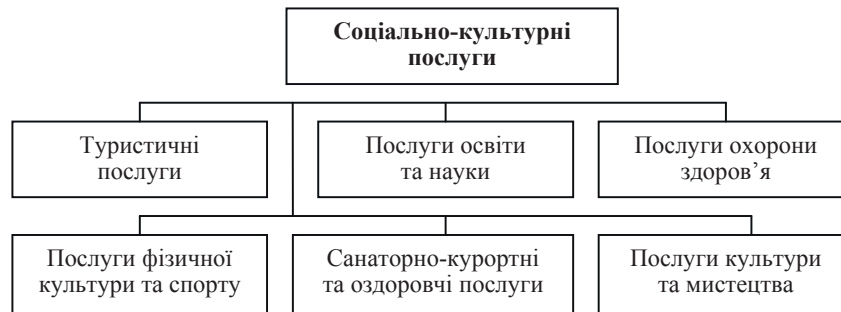 Соціально-культурні
послуги
Туристичні
послуги
Послуги освіти
та науки
Послуги охорони
здоров’я
Послуги фізичної
культури та спорту
Санаторно-курортні
та оздоровчі послуги
Послуги культури
та мистецтва